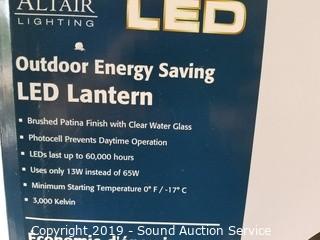 ALTAIR
LIGHTING
LED
Outdoor Energy Saving
LED Lantern
• Brushed Patina Finish with Clear Water Glass
• Photocell Prevents Daytime Operation
• LEDs last up to 60,000 hours
• Uses only 13W instead of 65W
• Minimum Starting Temperature 0° F / -17° C
• 3,000 Kelvin
Copyright 2019 - Sound Auction Service